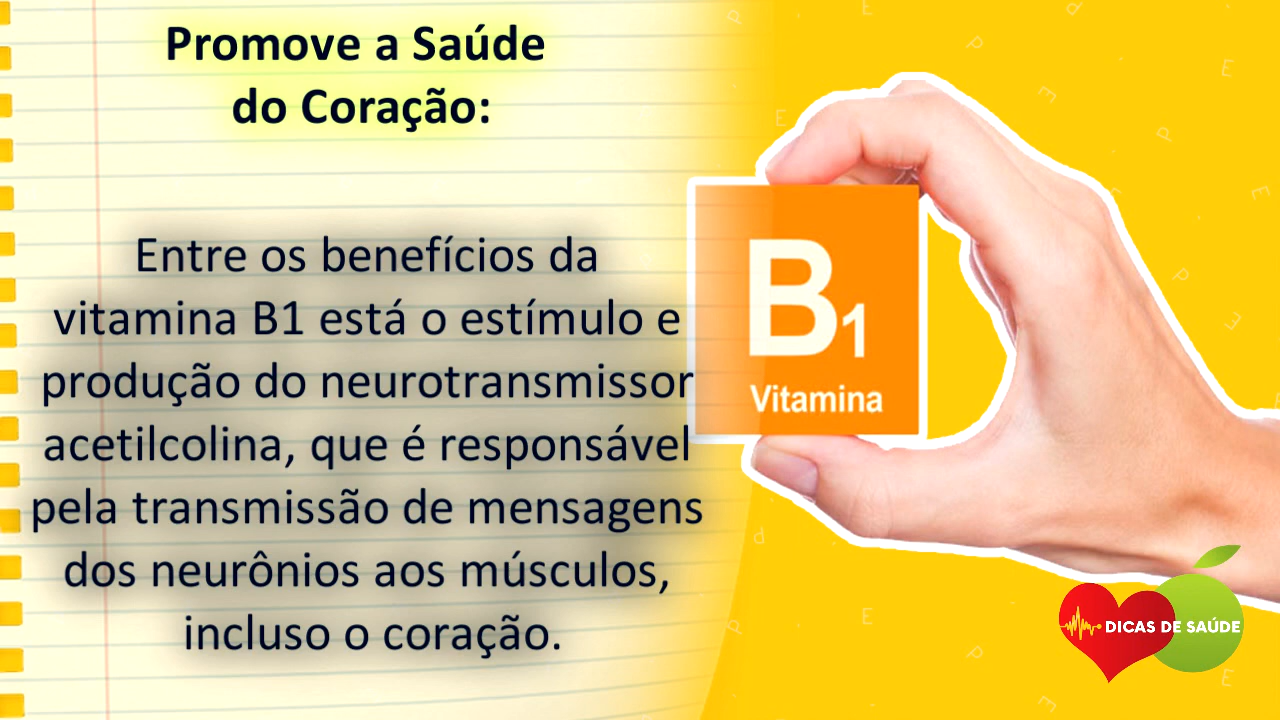 Promove a Saúde
do Coração:
Entre os benefícios da
vitamina B1 está o estímulo e
produção do neurotransmissor
acetilcolina, que é responsável
pela transmissão de mensagens
dos neurônios aos músculos,
incluso o coração.
B1
Vitamina
DICAS DE SAÚDE